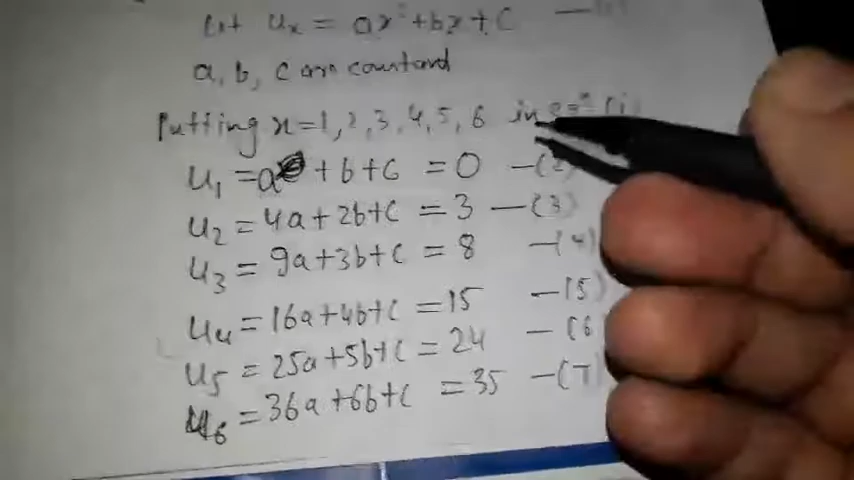 Let Ux = ax² + bx + C
a, b, c are constant
Putting x = 1, 2, 3, 4, 5, 6 in eqⁿ (1)
U₁ = a + b + c = 0 —(2)
U₂ = 4a + 2b + c = 3 —(3)
U₃ = 9a + 3b + c = 8 —(4)
U₄ = 16a + 4b + c = 15 —(5)
U₅ = 25a + 5b + c = 24 —(6
U₆ = 36a + 6b + c = 35 —(7)